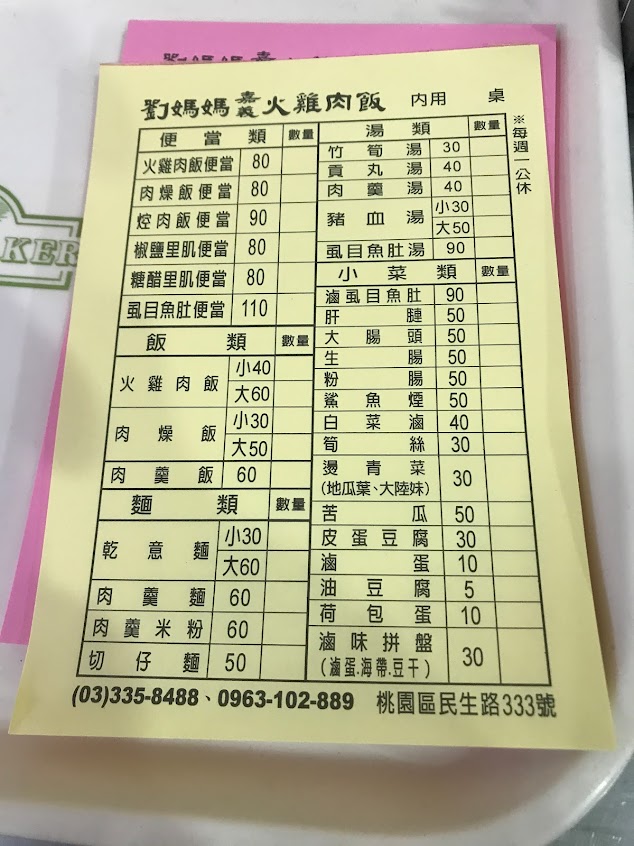 劉媽媽嘉義火雞肉飯 內用 桌
※每週一公休
便當類 數量
火雞肉飯便當 80
肉燥飯便當 80
焢肉飯便當 90
椒鹽里肌便當 80
糖醋里肌便當 80
虱目魚肚便當 110
飯類 數量
火雞肉飯 小40
大60
肉燥飯 小30
大50
肉羹飯 60
麵類 數量
乾意麵 小30
大60
肉羹麵 60
肉羹米粉 60
切仔麵 50
湯類 數量
竹筍湯 30
貢丸湯 40
肉羹湯 40
豬血湯 小30
大50
虱目魚肚湯 90
小菜類 數量
滷虱目魚肚 90
肝腱 50
大腸頭 50
生腸 50
粉腸 50
鯊魚煙 50
白菜滷 40
筍絲 30
燙青菜 30
(地瓜葉、大陸妹)
苦瓜 50
皮蛋豆腐 30
滷蛋 10
油豆腐 5
荷包蛋 10
滷味拼盤 30
(滷蛋.海帶.豆干)
(03)335-8488、0963-102-889 桃園區民生路333號
KER